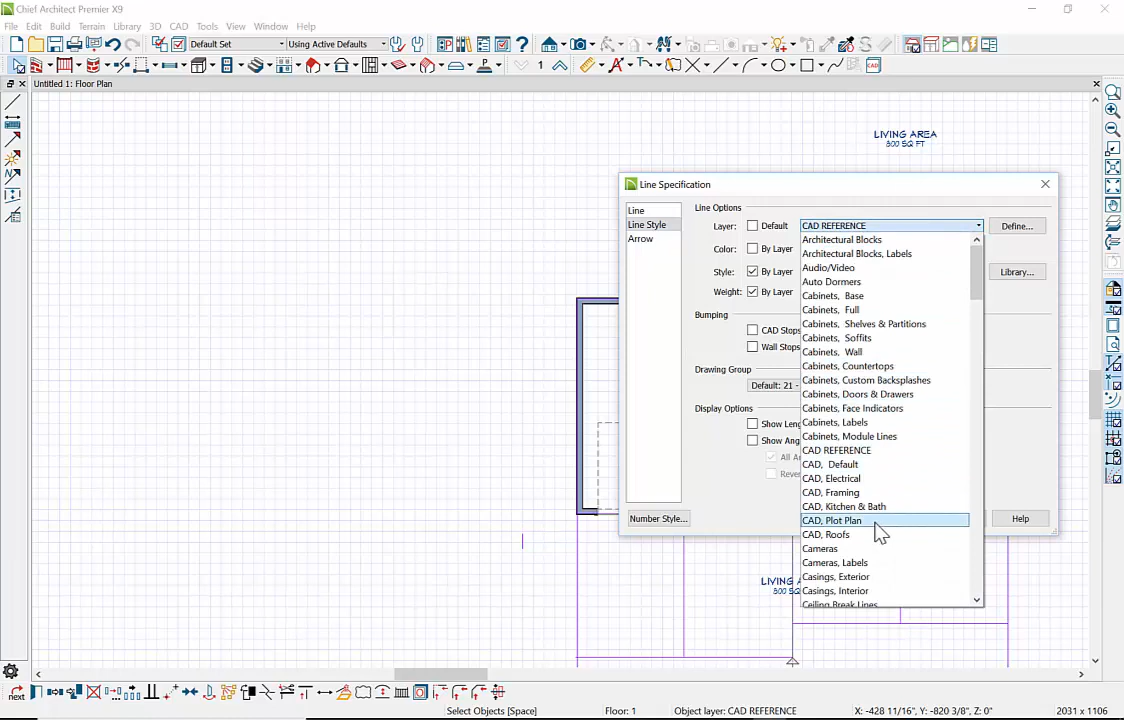 Chief Architect Premier X9
File Edit Build Terrain Library 3D CAD Tools View Window Help
Default Set Using Active Defaults
1 CAD
Untitled 1: Floor Plan
LIVING AREA
300 SQ FT
Line Specification
Line
Line Style
Arrow
Line Options
Layer: Default CAD REFERENCE Define...
Color: By Layer
Style: By Layer Library...
Weight: By Layer
Bumping
CAD Stops
Wall Stops
Drawing Group
Default: 21 -
Display Options
Show Leng
Show Ang
All A
Rever
Architectural Blocks
Architectural Blocks, Labels
Audio/Video
Auto Dormers
Cabinets, Base
Cabinets, Full
Cabinets, Shelves & Partitions
Cabinets, Soffits
Cabinets, Wall
Cabinets, Countertops
Cabinets, Custom Backsplashes
Cabinets, Doors & Drawers
Cabinets, Face Indicators
Cabinets, Labels
Cabinets, Module Lines
CAD REFERENCE
CAD, Default
CAD, Electrical
CAD, Framing
CAD, Kitchen & Bath
CAD, Plot Plan
CAD, Roofs
Cameras
Cameras, Labels
Casings, Exterior
Casings, Interior
Ceiling Break Lines
Number Style... Help
LIVING A
300 SQ
next
Select Objects [Space] Floor: 1 Object layer: CAD REFERENCE X: -428 11/16", Y: -820 3/8", Z: 0" 2031 x 1106